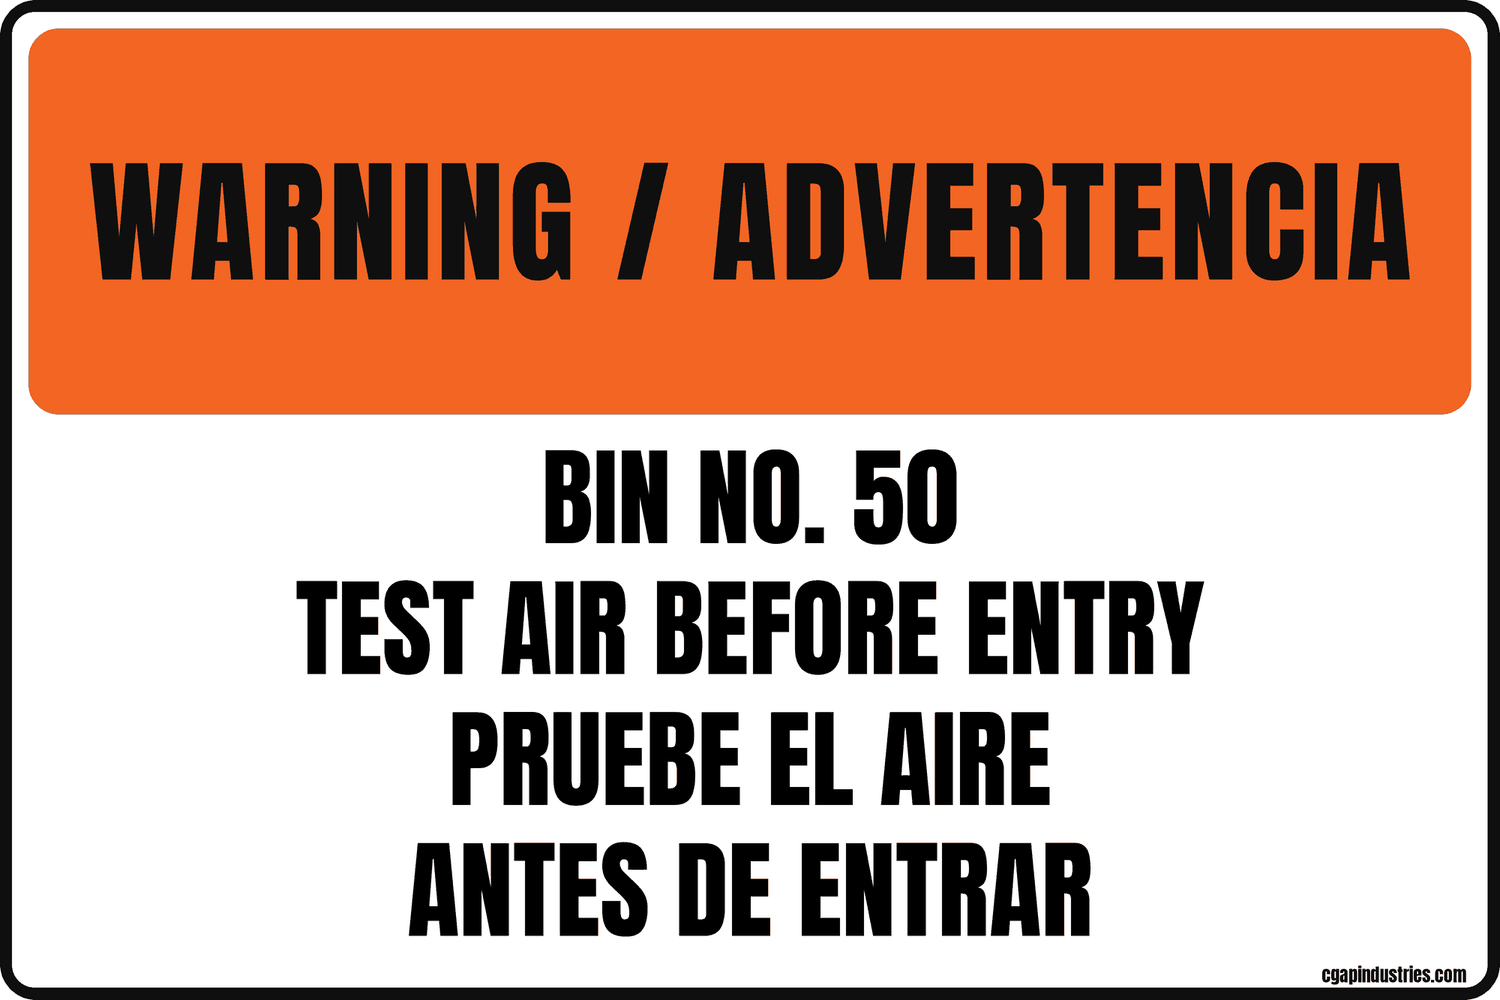 WARNING / ADVERTENCIA
BIN NO. 50
TEST AIR BEFORE ENTRY
PRUEBE EL AIRE
ANTES DE ENTRAR
cgapindustries.com